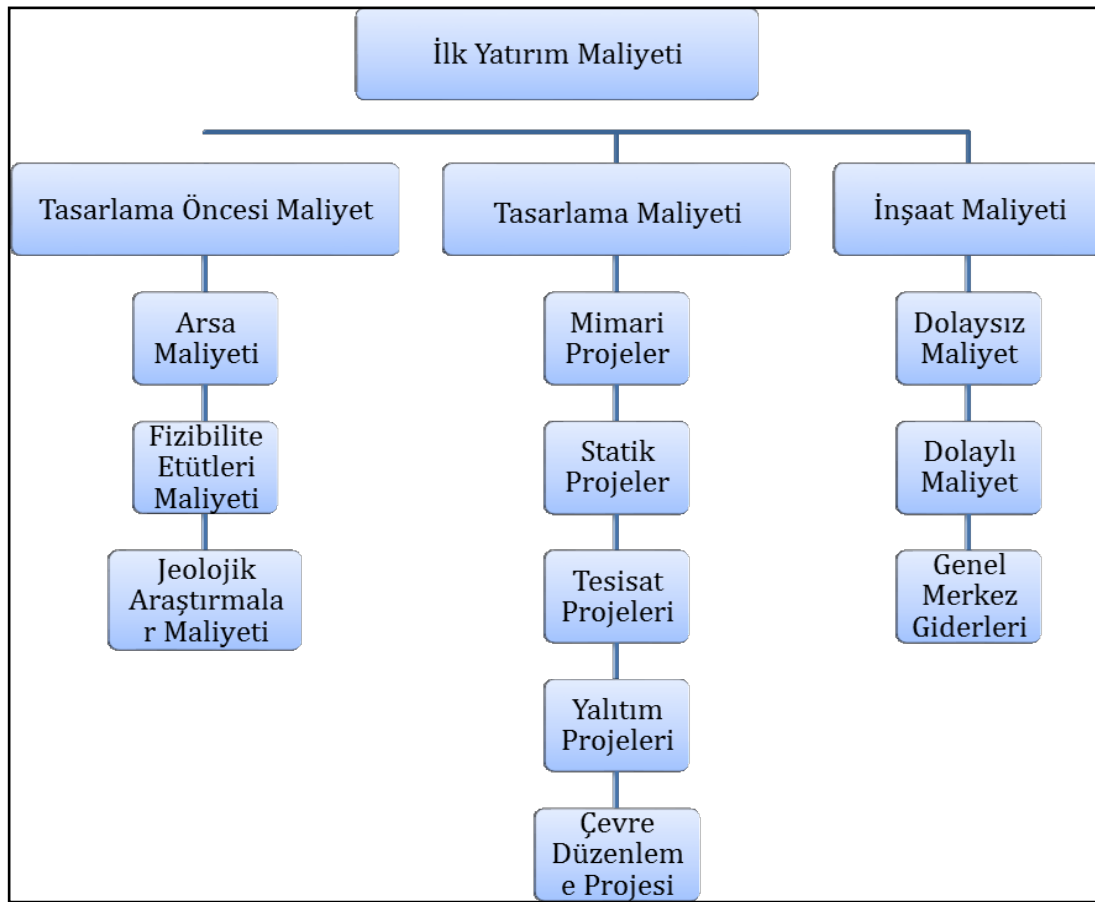 İlk Yatırım Maliyeti
Tasarlama Öncesi Maliyet
Arsa
Maliyeti
Fizibilite
Etütleri
Maliyeti
Jeolojik
Araştırmala
r Maliyeti
Tasarlama Maliyeti
Mimari
Projeler
Statik
Projeler
Tesisat
Projeleri
Yalıtım
Projeleri
Çevre
Düzenlem
e Projesi
İnşaat Maliyeti
Dolaysız
Maliyet
Dolaylı
Maliyet
Genel
Merkez
Giderleri